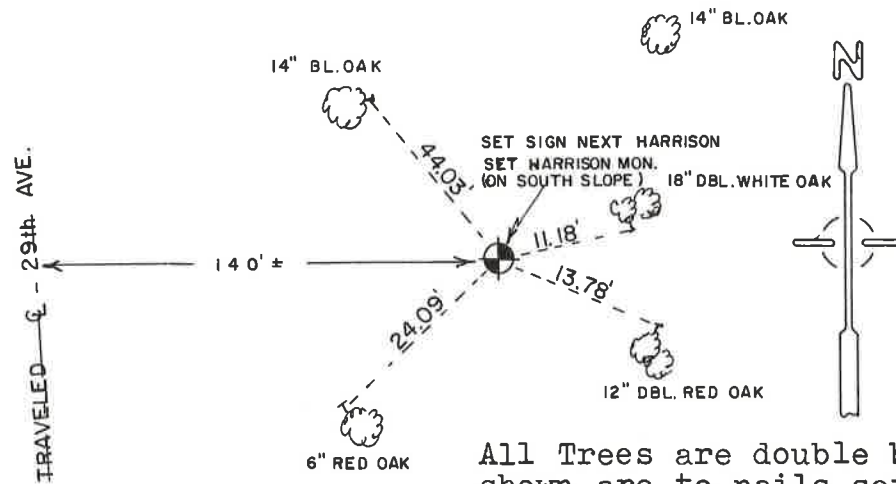 14" BL. OAK
14" BL. OAK
N
SET SIGN NEXT HARRISON
SET HARRISON MON.
(ON SOUTH SLOPE)
18" DBL. WHITE OAK
44.03'
11.18'
TRAVELED ℄ - 29th AVE.
140' ±
13.78'
24.09'
12" DBL. RED OAK
6" RED OAK
All Trees are double
shown are to nails